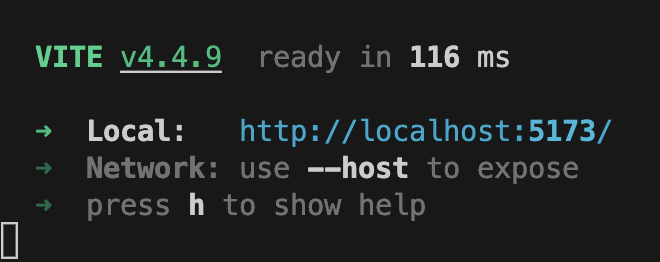 VITE v4.4.9 ready in 116 ms
➜ Local: http://localhost:5173/
➜ Network: use --host to expose
➜ press h to show help